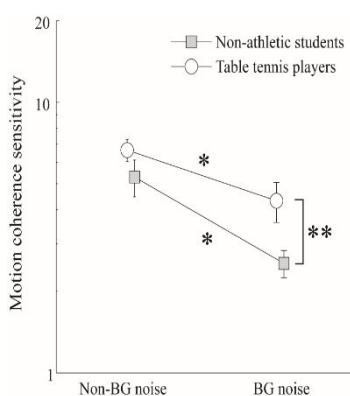 20
Non-athletic students
Table tennis players
10
Motion coherence sensitivity
*
*
**
1
Non-BG noise BG noise